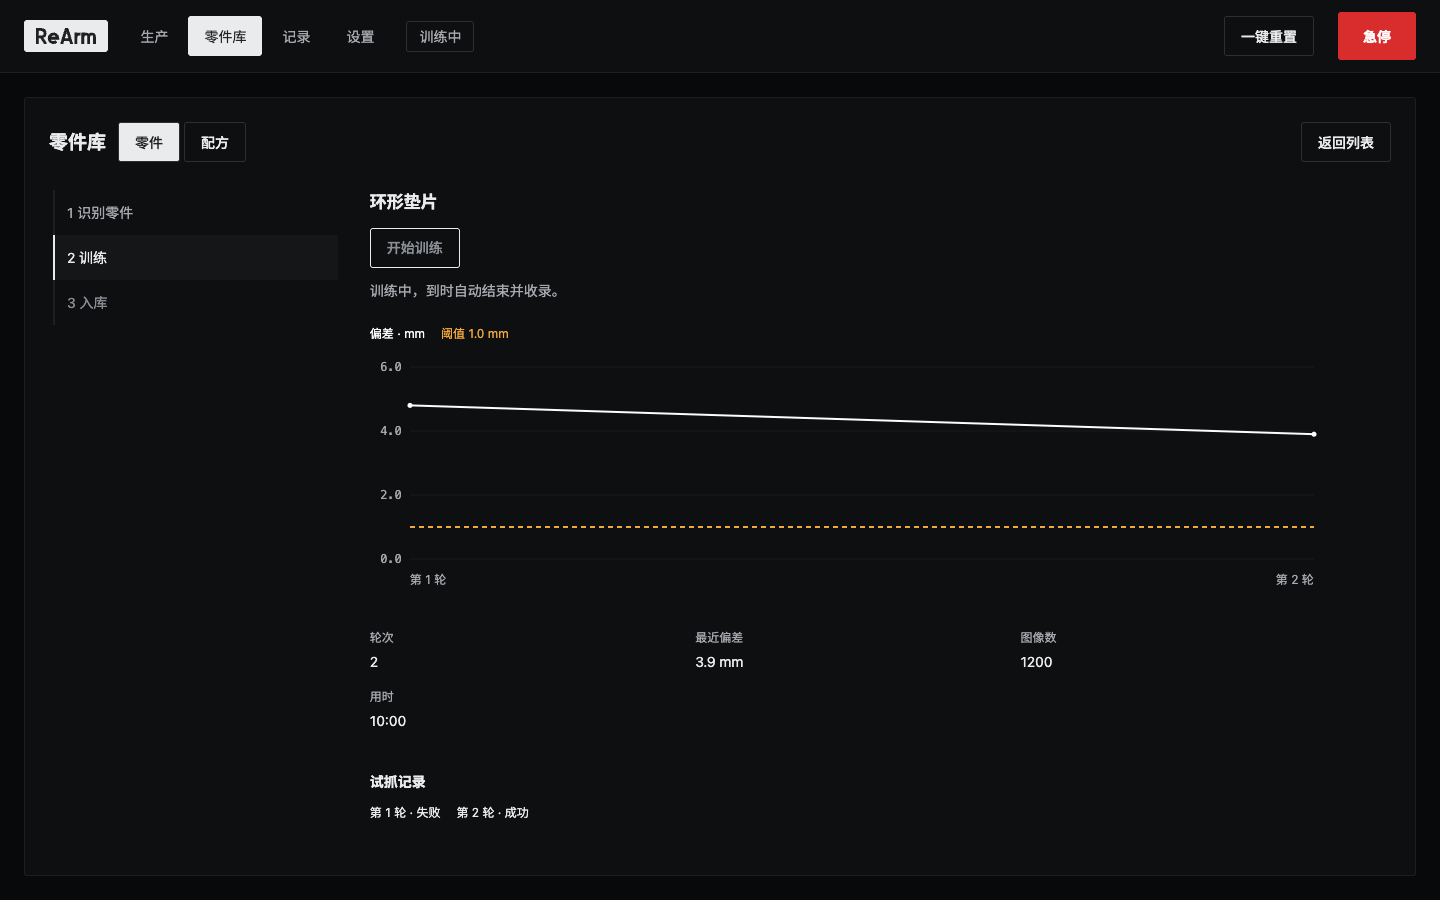 ReArm 生产 零件库 记录 设置 训练中 一键重置 急停
零件库 零件 配方 返回列表
1 识别零件
2 训练
3 入库
环形垫片
开始训练
训练中，到时自动结束并收录。
偏差 · mm 阈值 1.0 mm
6.0
4.0
2.0
0.0
第 1 轮 第 2 轮
轮次 最近偏差 图像数
2 3.9 mm 1200
用时
10:00
试抓记录
第 1 轮 · 失败 第 2 轮 · 成功